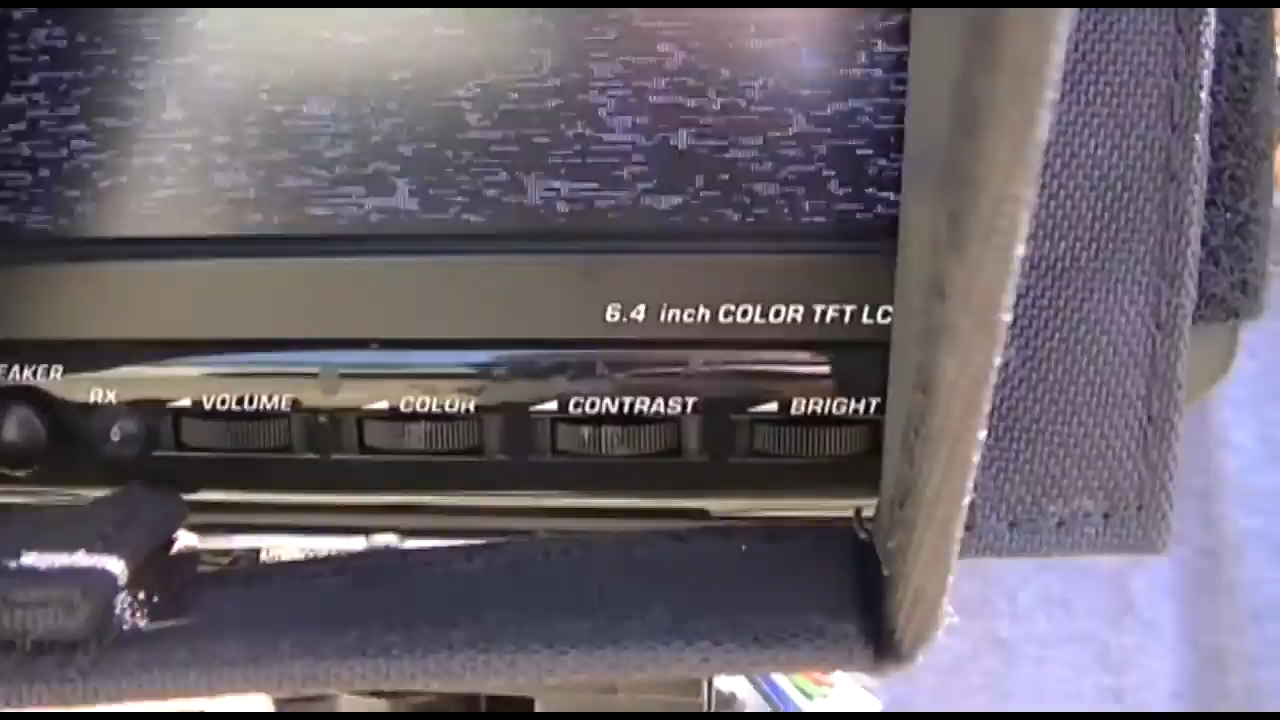 6.4 inch COLOR TFT LC
EAKER
RX
VOLUME
COLOR
CONTRAST
BRIGHT